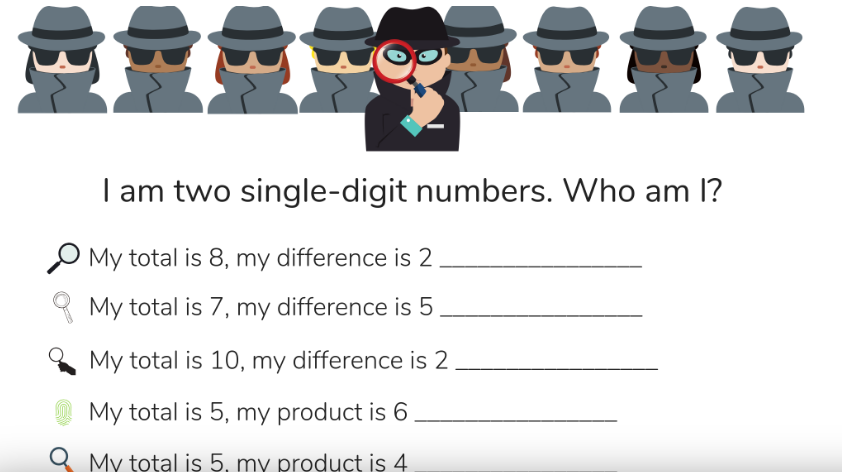 I am two single-digit numbers. Who am I?
My total is 8, my difference is 2 ________________
My total is 7, my difference is 5 ________________
My total is 10, my difference is 2 ________________
My total is 5, my product is 6 ________________
My total is 5, my product is 4 ________________